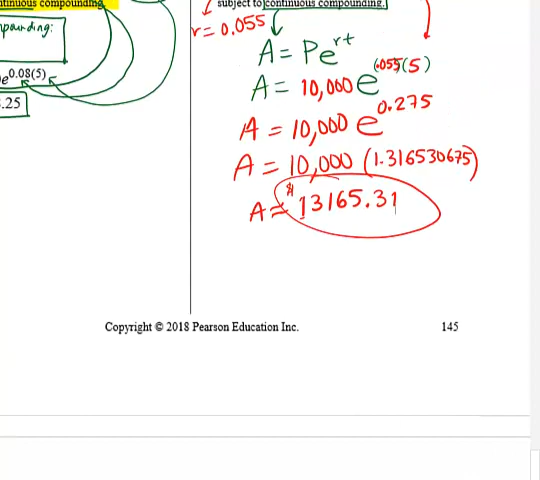 ntinuous compounding.
subject to continuous compounding.
r = 0.055
pounding:
A = Pe^rt
e^0.08(5)
A = 10,000 e^(.055)(5)
.25
A = 10,000 e^0.275
A = 10,000 (1.316530675)
A = $13165.31
Copyright © 2018 Pearson Education Inc.
145